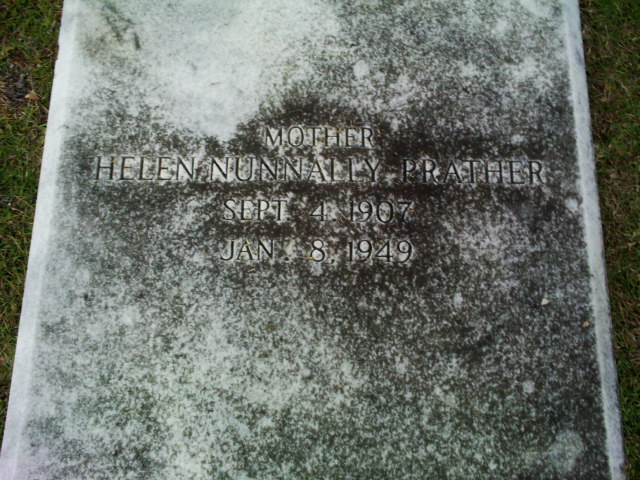 MOTHER
HELEN NUNNALLY PRATHER
SEPT. 4, 1907
JAN. 8, 1949